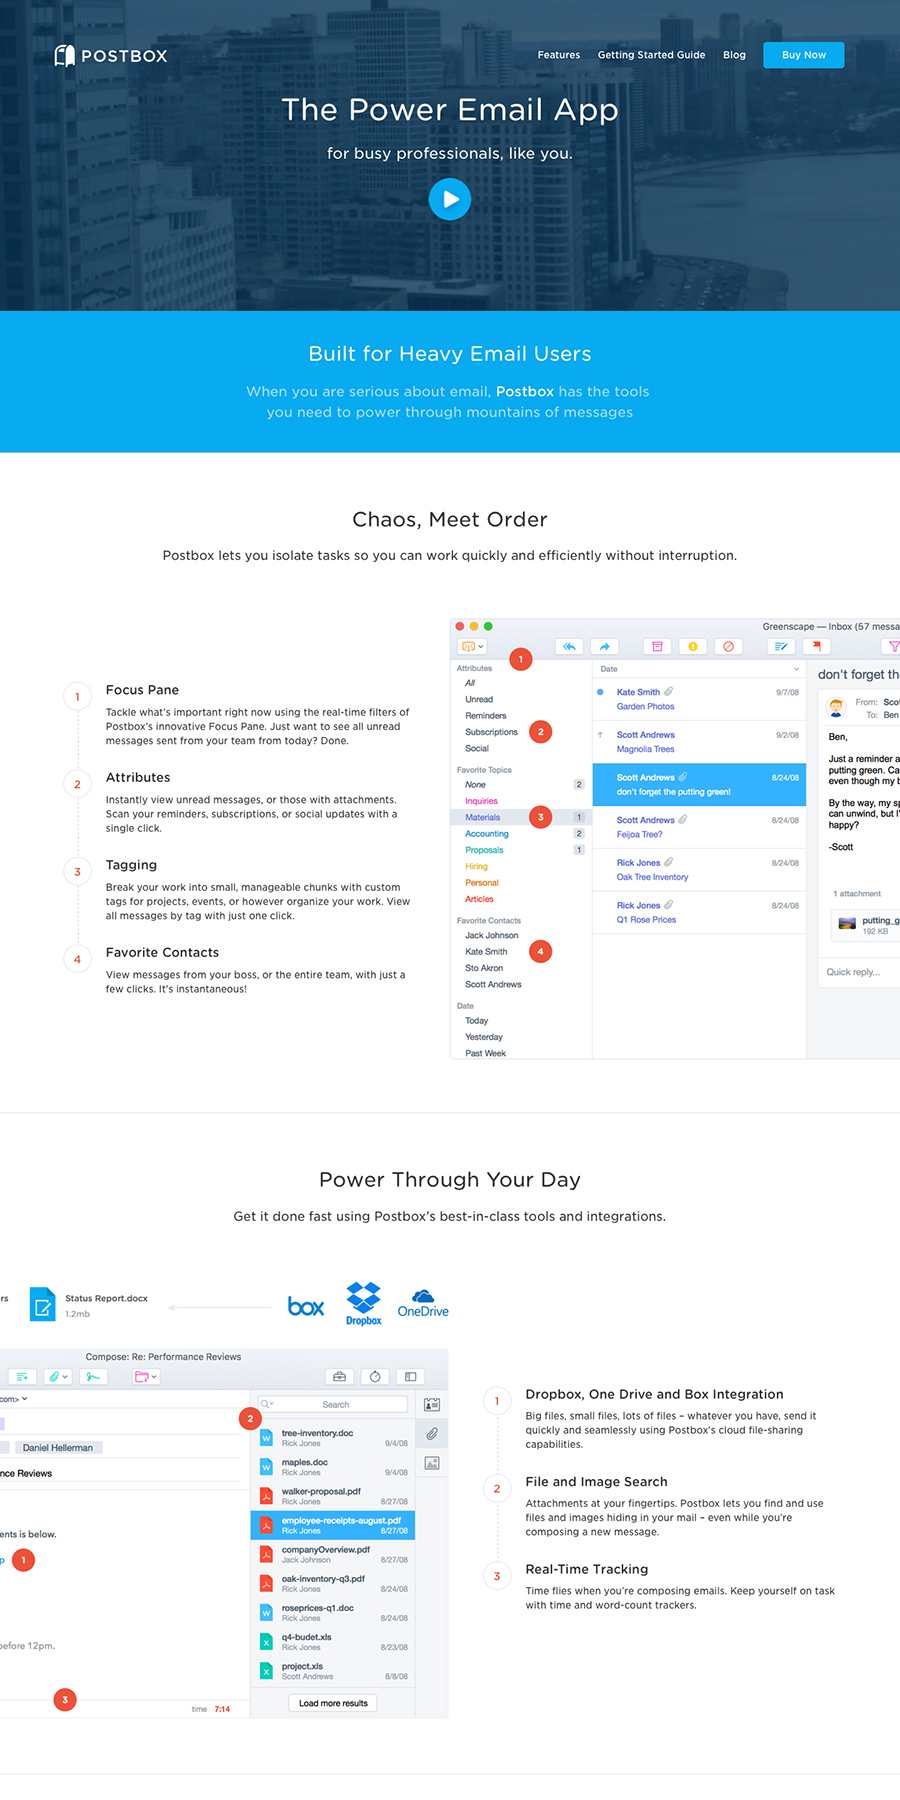 POSTBOX
Features
Getting Started Guide
Blog
Buy Now
The Power Email App
for busy professionals, like you.
Built for Heavy Email Users
When you are serious about email, Postbox has the tools
you need to power through mountains of messages
Chaos, Meet Order
Postbox lets you isolate tasks so you can work quickly and efficiently without interruption.
1
Focus Pane
Tackle what's important right now using the real-time filters of
Postbox's innovative Focus Pane. Just want to see all unread
messages sent from your team from today? Done.
2
Attributes
Instantly view unread messages, or those with attachments.
Scan your reminders, subscriptions, or social updates with a
single click.
3
Tagging
Break your work into small, manageable chunks with custom
tags for projects, events, or however organize your work. View
all messages by tag with just one click.
4
Favorite Contacts
View messages from your boss, or the entire team, with just a
few clicks. It's instantaneous!
Greenscape — Inbox (57 messa
1
Attributes
All
Unread
Reminders
Subscriptions
2
Social
Favorite Topics
None 2
Inquiries
Materials 3 1
Accounting 2
Proposals 1
Hiring
Personal
Articles
Favorite Contacts
Jack Johnson
Kate Smith
4
Sto Akron
Scott Andrews
Date
Today
Yesterday
Past Week
Date
Kate Smith 9/7/08
Garden Photos
Scott Andrews 9/2/08
Magnolia Trees
Scott Andrews 8/24/08
don't forget the putting green!
Scott Andrews 8/24/08
Feijoa Tree?
Rick Jones 8/24/08
Oak Tree Inventory
Rick Jones 8/24/08
Q1 Rose Prices
don't forget th
From: Sco
To: Ben
Ben,
Just a reminder a
putting green. Ca
even though my b
By the way, my sp
can unwind, but I'
happy?
-Scott
1 attachment
putting_g
192 KB
Quick reply...
Power Through Your Day
Get it done fast using Postbox's best-in-class tools and integrations.
rs
Status Report.docx
1.2mb
box
Dropbox
OneDrive
Compose: Re: Performance Reviews
com>
Daniel Hellerman
nce Reviews
ents is below.
p
1
efore 12pm.
3
time 7:14
Search
2
tree-inventory.doc
Rick Jones 9/4/08
maples.doc
Rick Jones 9/4/08
walker-proposal.pdf
Rick Jones 8/27/08
employee-receipts-august.pdf
Rick Jones 8/27/08
companyOverview.pdf
Jack Johnson 8/27/08
oak-inventory-q3.pdf
Rick Jones 8/24/08
roseprices-q1.doc
Rick Jones 8/24/08
q4-budet.xls
Rick Jones 8/23/08
project.xls
Scott Andrews 8/8/08
Load more results
1
Dropbox, One Drive and Box Integration
Big files, small files, lots of files – whatever you have, send it
quickly and seamlessly using Postbox's cloud file-sharing
capabilities.
2
File and Image Search
Attachments at your fingertips. Postbox lets you find and use
files and images hiding in your mail – even while you're
composing a new message.
3
Real-Time Tracking
Time flies when you're composing emails. Keep yourself on task
with time and word-count trackers.